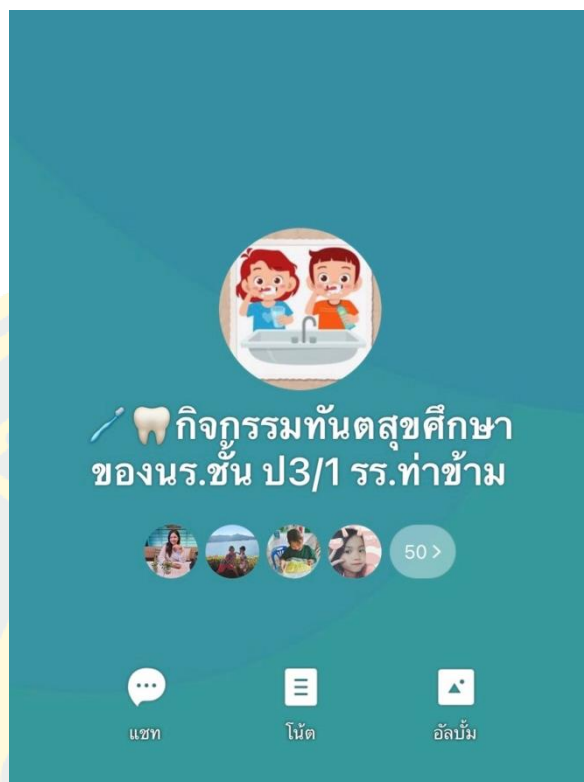 🪥🦷กิจกรรมทันตสุขศึกษา
ของนร.ชั้น ป3/1 รร.ท่าข้าม
50 >
แชท
โน้ต
อัลบั้ม